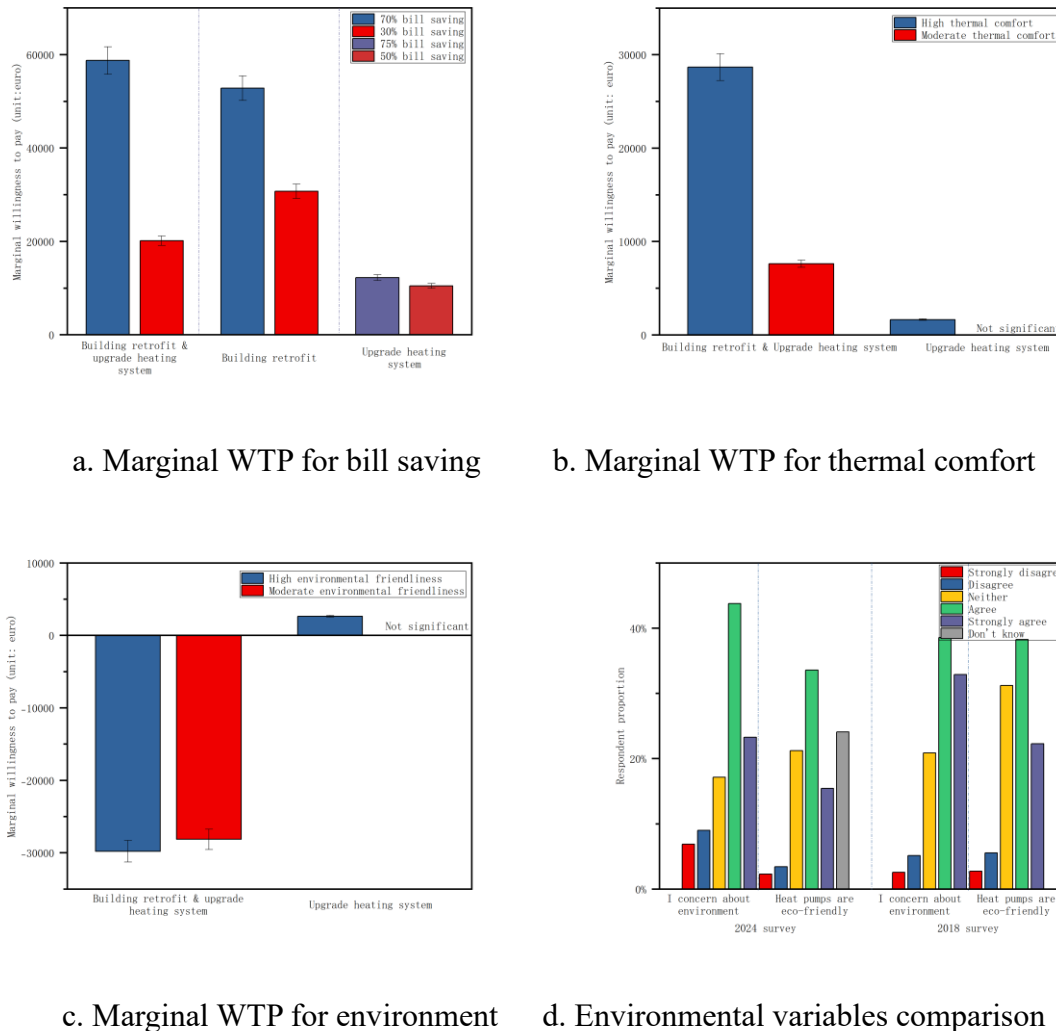 70% bill saving
30% bill saving
75% bill saving
50% bill saving
Marginal willingness to pay (unit:euro)
60000
40000
20000
0
Building retrofit &
upgrade heating
system
Building retrofit
Upgrade heating
system
a. Marginal WTP for bill saving
High thermal comfort
Moderate thermal comfort
Marginal willingness to pay (unit: euro)
30000
20000
10000
0
Not significant
Building retrofit & Upgrade heating system
Upgrade heating system
b. Marginal WTP for thermal comfort
High environmental friendliness
Moderate environmental friendliness
Marginal willingness to pay (unit: euro)
10000
0
-10000
-20000
-30000
Not significant
Building retrofit & upgrade
heating system
Upgrade heating system
c. Marginal WTP for environment
Strongly disagre
Disagree
Neither
Agree
Strongly agree
Don't know
Respondent proportion
40%
20%
0%
I concern about
environment
Heat pumps are
eco-friendly
I concern about
environment
Heat pumps are
eco-friendly
2024 survey
2018 survey
d. Environmental variables comparison